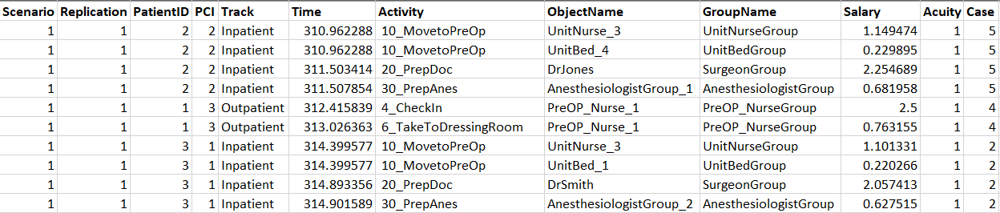 Scenario Replication PatientID PCI Track Time Activity ObjectName GroupName Salary Acuity Case
1 1 2 2 Inpatient 310.962288 10_MovetoPreOp UnitNurse_3 UnitNurseGroup 1.149474 1 5
1 1 2 2 Inpatient 310.962288 10_MovetoPreOp UnitBed_4 UnitBedGroup 0.229895 1 5
1 1 2 2 Inpatient 311.503414 20_PrepDoc DrJones SurgeonGroup 2.254689 1 5
1 1 2 2 Inpatient 311.507854 30_PrepAnes AnesthesiologistGroup_1 AnesthesiologistGroup 0.681958 1 5
1 1 1 3 Outpatient 312.415839 4_CheckIn PreOP_Nurse_1 PreOP_NurseGroup 2.5 1 4
1 1 1 3 Outpatient 313.026363 6_TakeToDressingRoom PreOP_Nurse_1 PreOP_NurseGroup 0.763155 1 4
1 1 3 1 Inpatient 314.399577 10_MovetoPreOp UnitNurse_3 UnitNurseGroup 1.101331 1 2
1 1 3 1 Inpatient 314.399577 10_MovetoPreOp UnitBed_1 UnitBedGroup 0.220266 1 2
1 1 3 1 Inpatient 314.893356 20_PrepDoc DrSmith SurgeonGroup 2.057413 1 2
1 1 3 1 Inpatient 314.901589 30_PrepAnes AnesthesiologistGroup_2 AnesthesiologistGroup 0.627515 1 2